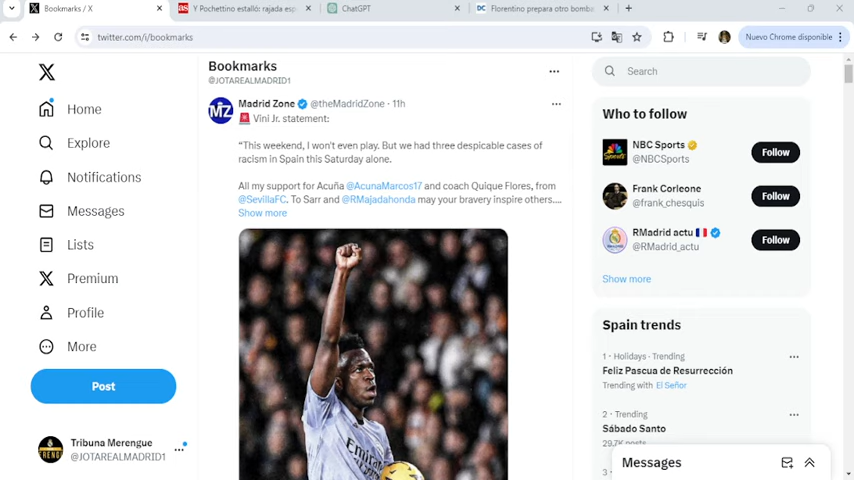 Bookmarks / X
Y Pochettino estalló: rajada esp
ChatGPT
Florentino prepara otro bomba
twitter.com/i/bookmarks
Nuevo Chrome disponible
Bookmarks
@JOTAREALMADRID1
Search
Home
Explore
Notifications
Messages
Lists
Premium
Profile
More
Post
Tribuna Merengue
@JOTAREALMADRID1
MZ
Madrid Zone @theMadridZone · 11h
🚨 Vini Jr. statement:
“This weekend, I won't even play. But we had three despicable cases of
racism in Spain this Saturday alone.
All my support for Acuña @AcunaMarcos17 and coach Quique Flores, from
@SevillaFC. To Sarr and @RMajadahonda may your bravery inspire others....
Show more
Who to follow
NBC Sports
@NBCSports
Follow
Frank Corleone
@frank_chesquis
Follow
RMadrid actu 🇫🇷
@RMadrid_actu
Follow
Show more
Spain trends
1 · Holidays · Trending
Feliz Pascua de Resurrección
Trending with El Señor
2 · Trending
Sábado Santo
29.7K posts
3 ·
Messages